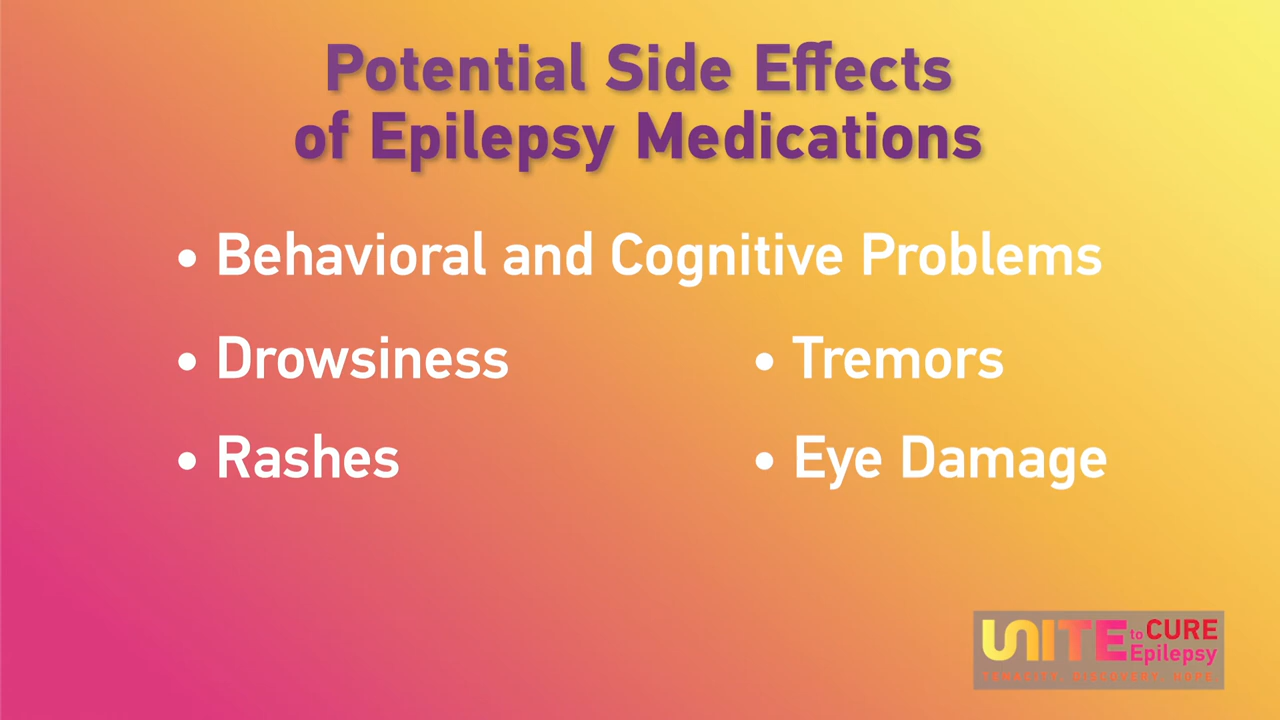 Potential Side Effects
of Epilepsy Medications
• Behavioral and Cognitive Problems
• Drowsiness
• Tremors
• Rashes
• Eye Damage
UNITE to CURE
Epilepsy
TENACITY. DISCOVERY. HOPE.